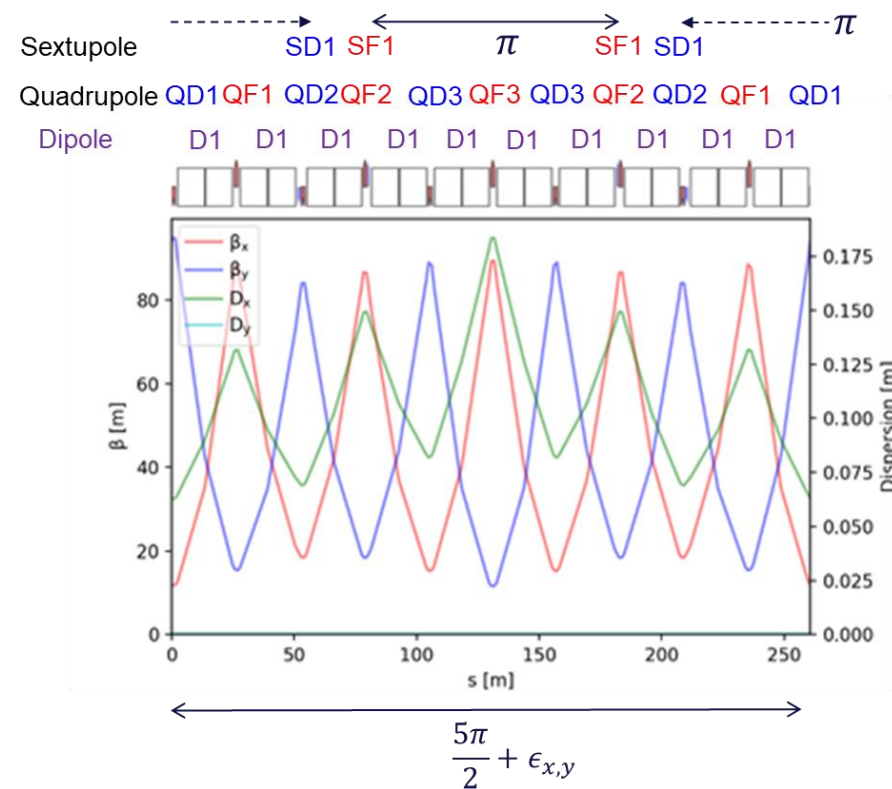 π
Sextupole SD1 SF1 π SF1 SD1
Quadrupole QD1 QF1 QD2 QF2 QD3 QF3 QD3 QF2 QD2 QF1 QD1
Dipole D1 D1 D1 D1 D1 D1 D1 D1 D1 D1
βx
βy
Dx
Dy
80
60
40
20
0
β [m]
0.175
0.150
0.125
0.100
0.075
0.050
0.025
0.000
Dispersion [m]
0 50 100 150 200 250
s [m]
5π/2 + ϵx,y